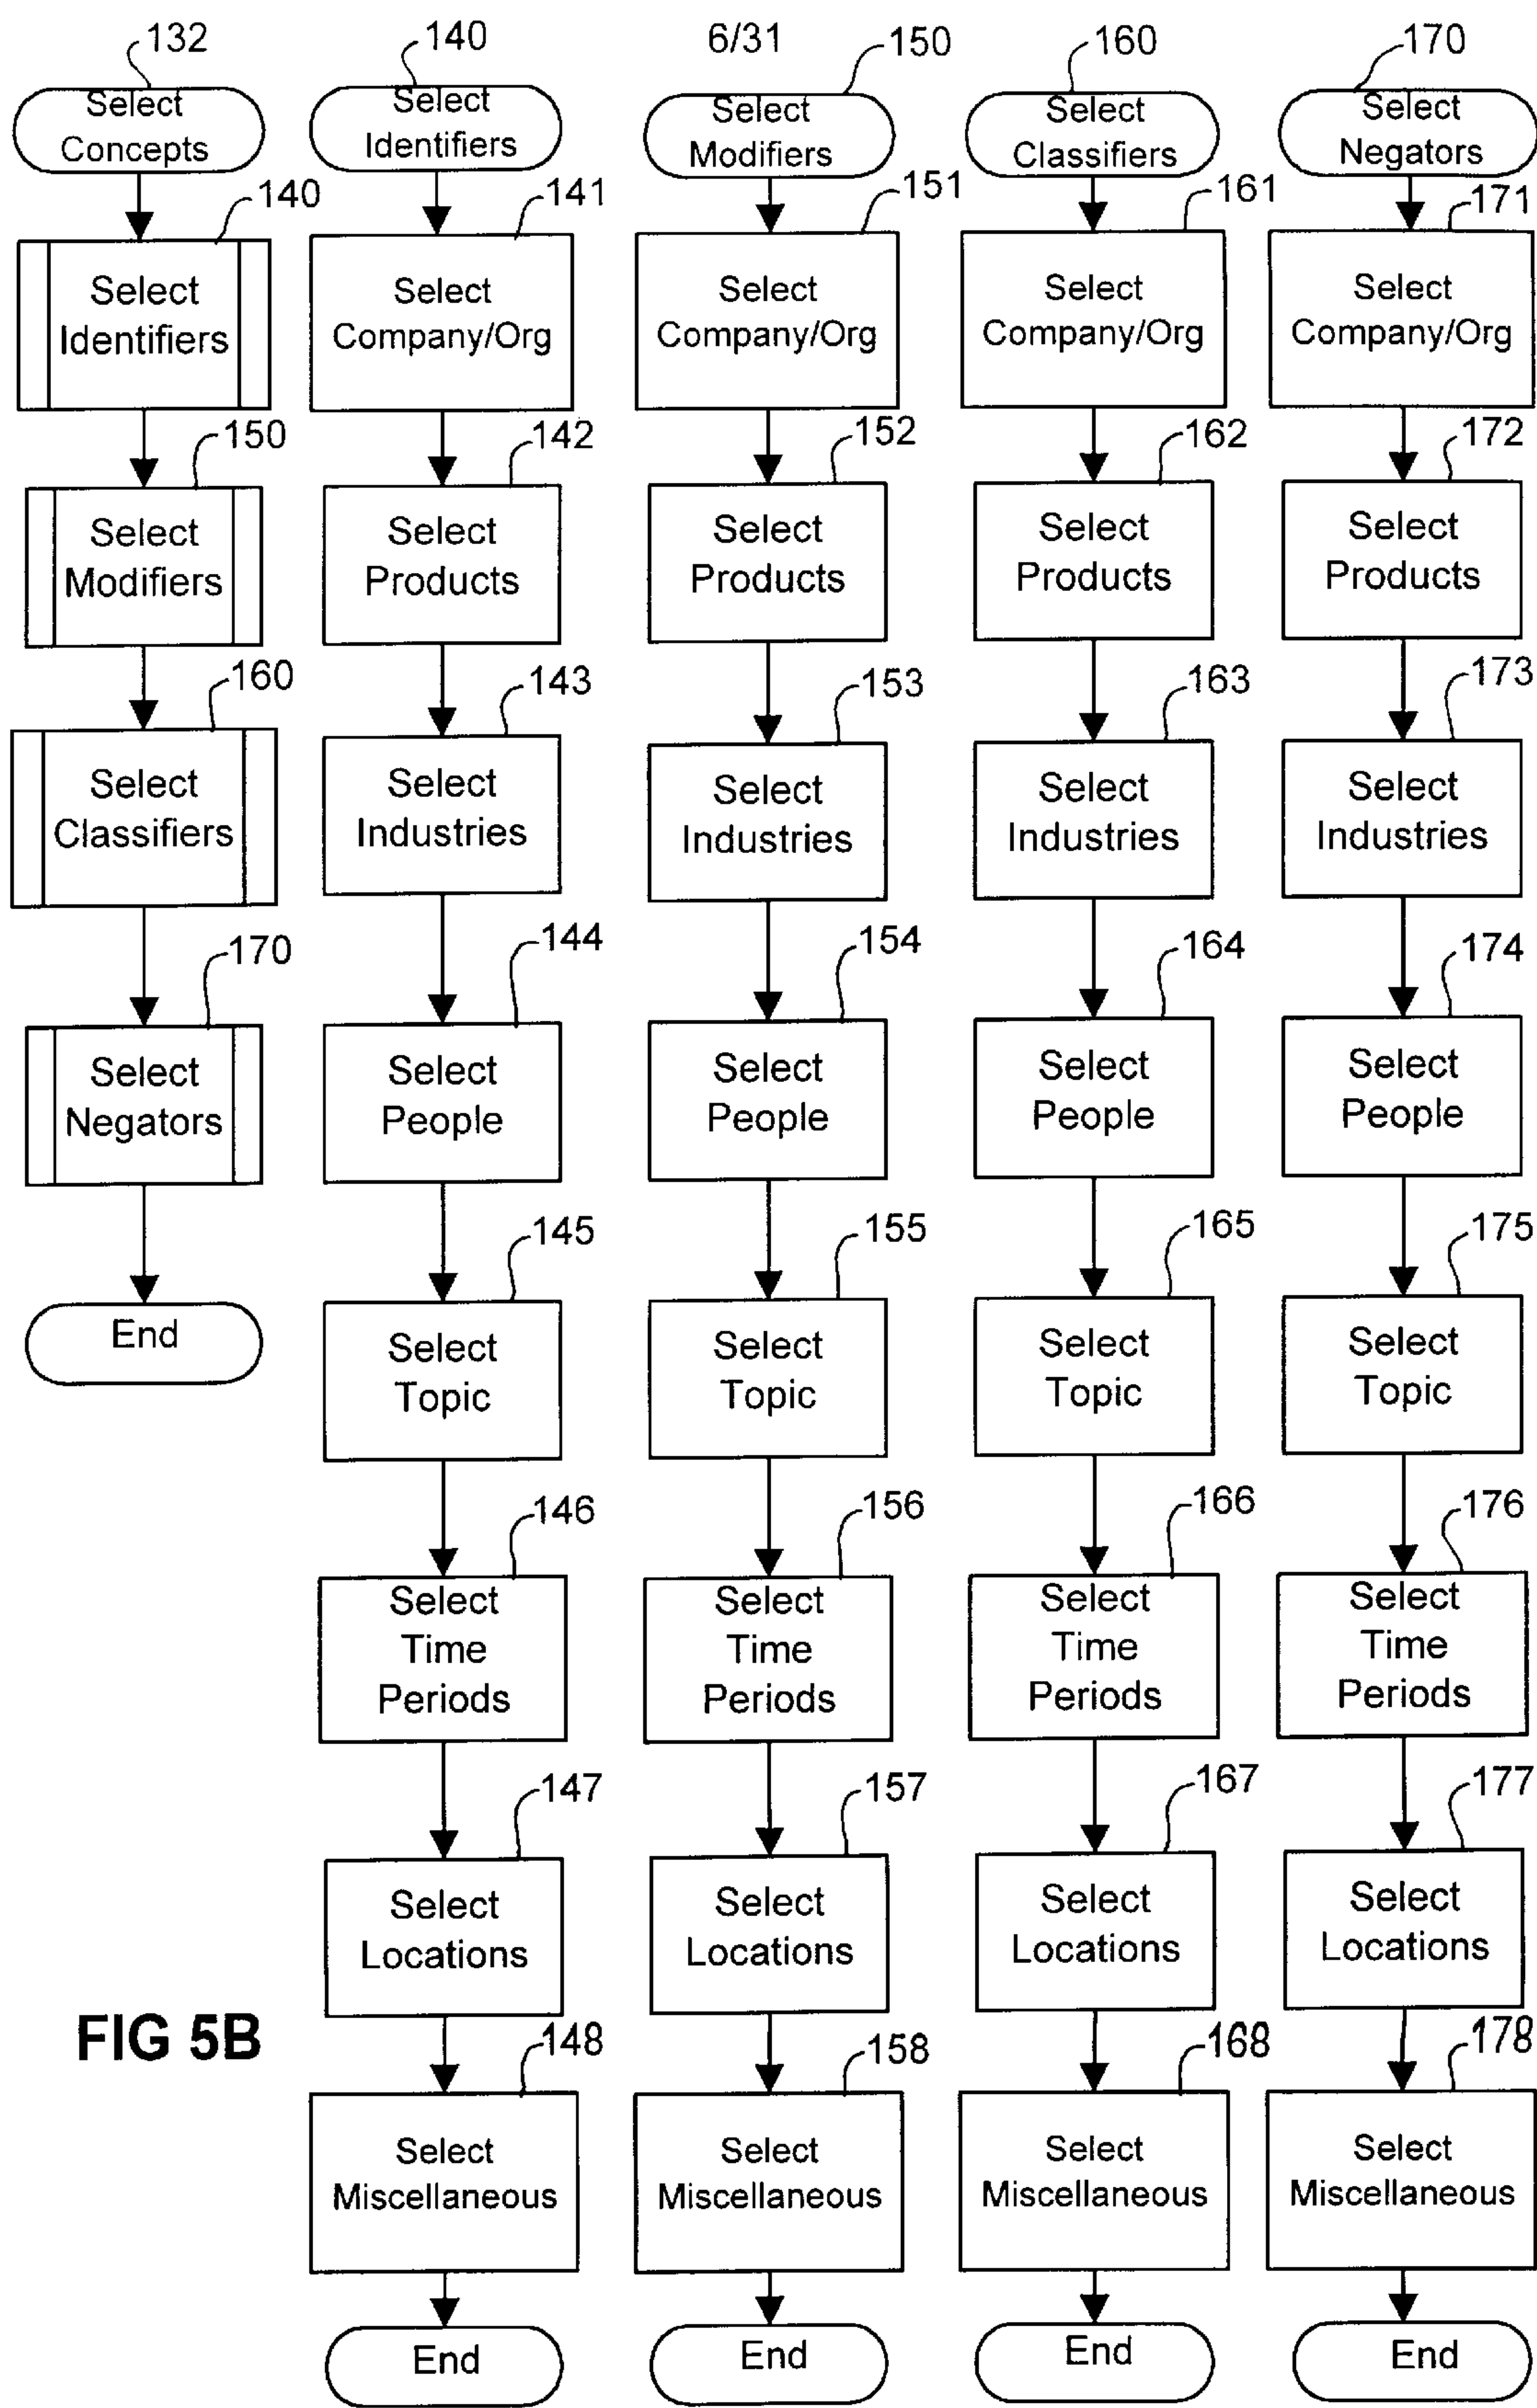 6/31
132
Select
Concepts
140
Select
Identifiers
150
Select
Modifiers
160
Select
Classifiers
170
Select
Negators
End
140
Select
Identifiers
141
Select
Company/Org
142
Select
Products
143
Select
Industries
144
Select
People
145
Select
Topic
146
Select
Time
Periods
147
Select
Locations
148
Select
Miscellaneous
End
150
Select
Modifiers
151
Select
Company/Org
152
Select
Products
153
Select
Industries
154
Select
People
155
Select
Topic
156
Select
Time
Periods
157
Select
Locations
158
Select
Miscellaneous
End
160
Select
Classifiers
161
Select
Company/Org
162
Select
Products
163
Select
Industries
164
Select
People
165
Select
Topic
166
Select
Time
Periods
167
Select
Locations
168
Select
Miscellaneous
End
170
Select
Negators
171
Select
Company/Org
172
Select
Products
173
Select
Industries
174
Select
People
175
Select
Topic
176
Select
Time
Periods
177
Select
Locations
178
Select
Miscellaneous
End
FIG 5B